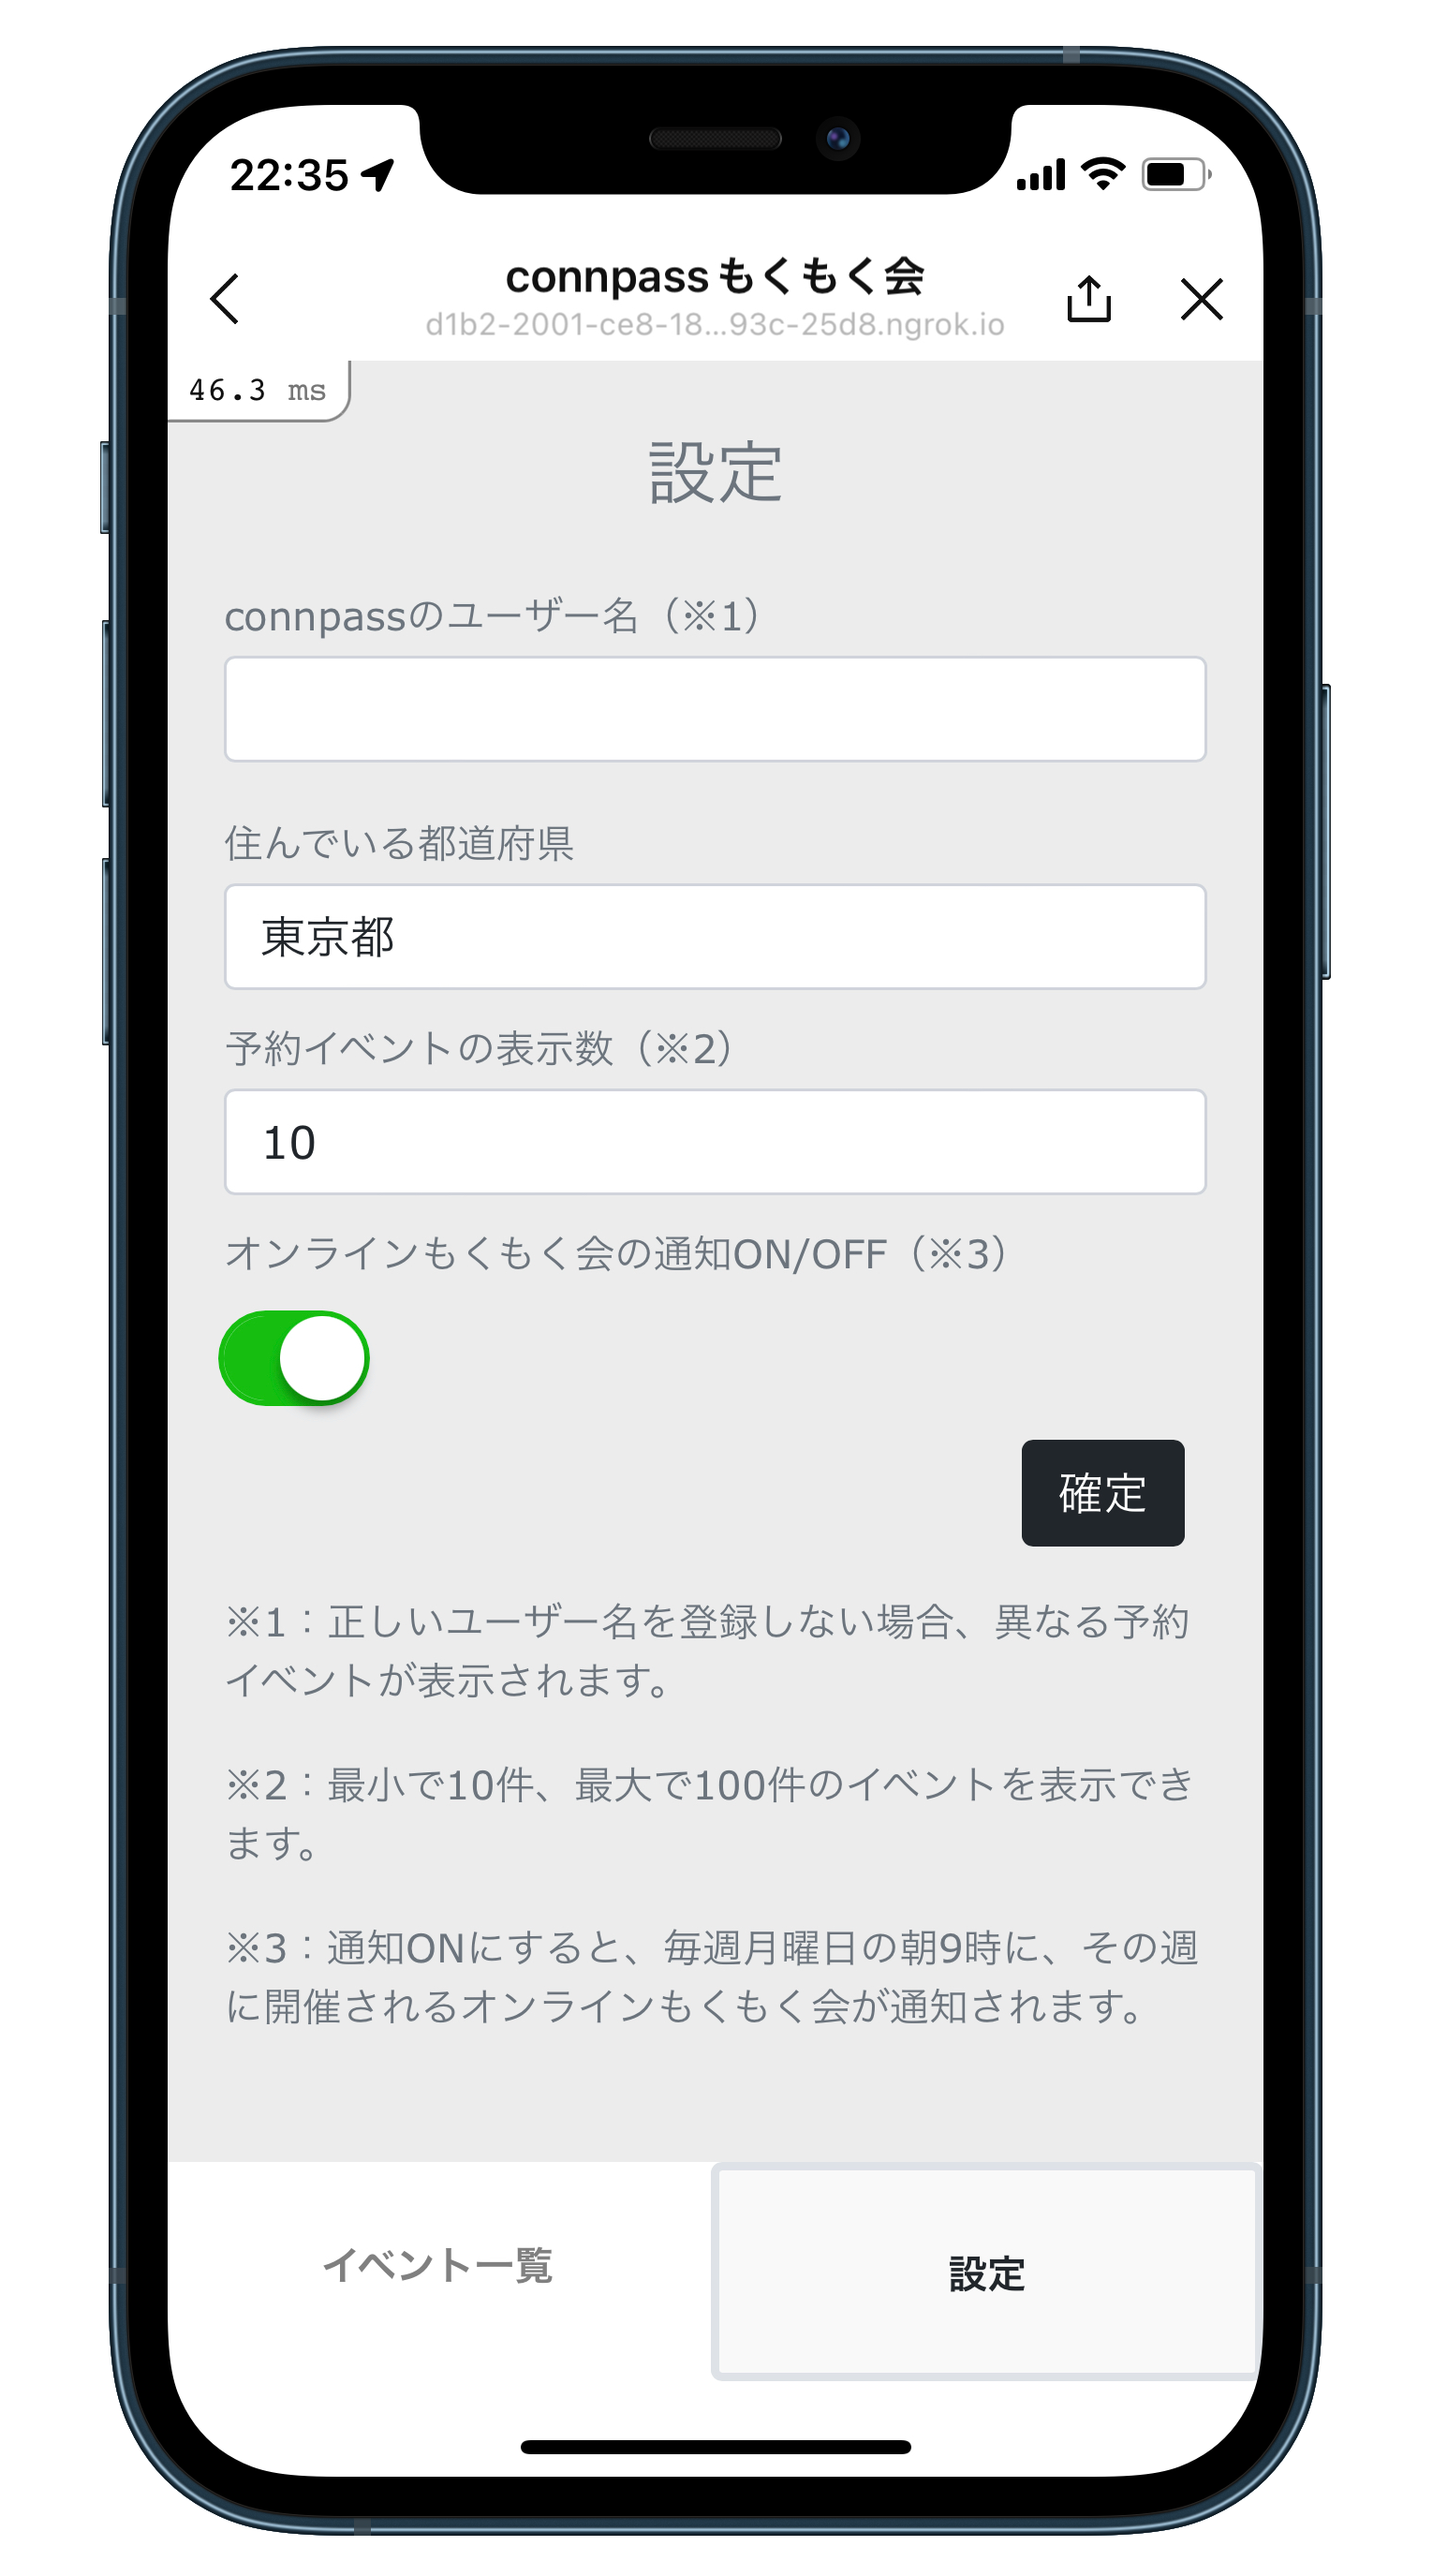 22:35
connpass もくもく会
d1b2-2001-ce8-18...93c-25d8.ngrok.io
46.3 ms
設定
connpassのユーザー名（※1）
住んでいる都道府県
東京都
予約イベントの表示数（※2）
10
オンラインもくもく会の通知ON/OFF（※3）
確定
※1：正しいユーザー名を登録しない場合、異なる予約
イベントが表示されます。
※2：最小で10件、最大で100件のイベントを表示でき
ます。
※3：通知ONにすると、毎週月曜日の朝9時に、その週
に開催されるオンラインもくもく会が通知されます。
イベント一覧
設定